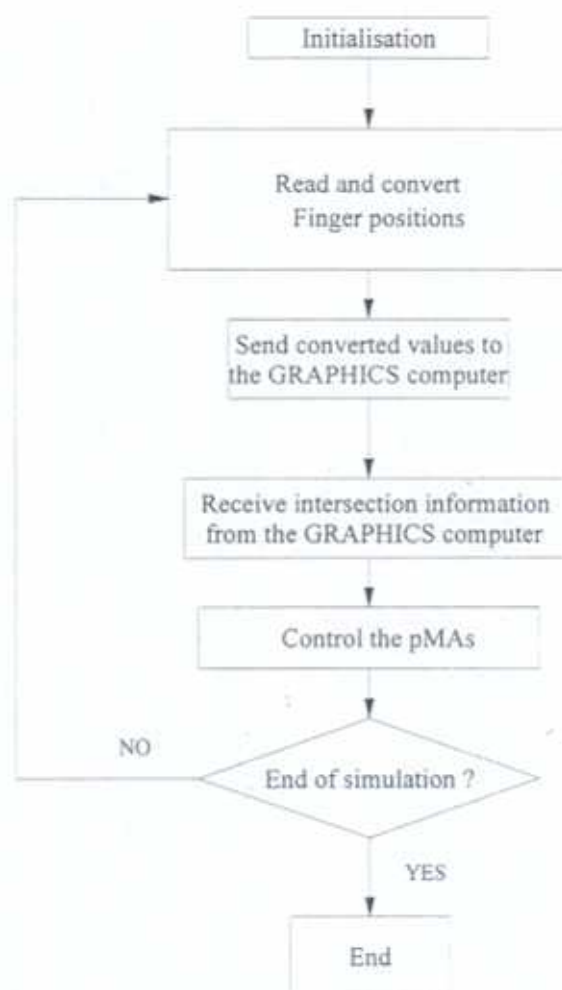 Initialisation
Read and convert
Finger positions
Send converted values to
the GRAPHICS computer
Receive intersection information
from the GRAPHICS computer
Control the pMAs
End of simulation ?
NO
YES
End